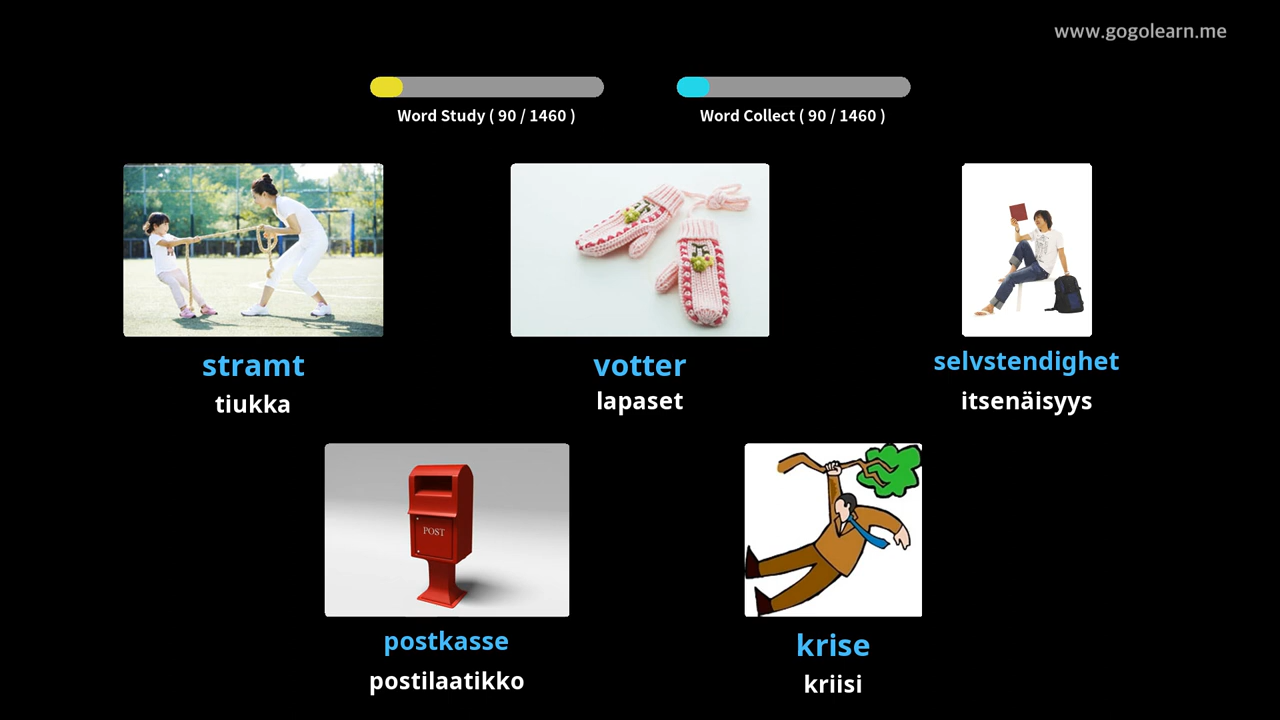 www.gogolearn.me
Word Study ( 90 / 1460 )
Word Collect ( 90 / 1460 )
stramt
tiukka
votter
lapaset
selvstendighet
itsenäisyys
POST
postkasse
postilaatikko
krise
kriisi